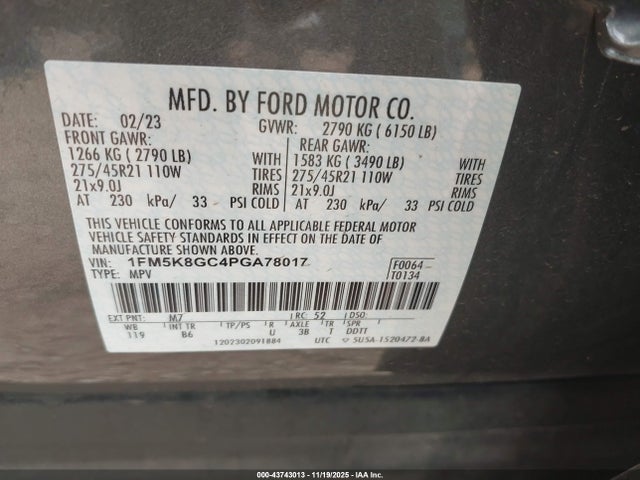 MFD. BY FORD MOTOR CO.
DATE: 02/23 GVWR: 2790 KG ( 6150 LB)
FRONT GAWR: REAR GAWR:
1266 KG ( 2790 LB) WITH 1583 KG ( 3490 LB) WITH
275/45R21 110W TIRES 275/45R21 110W TIRES
21x9.0J RIMS 21x9.0J RIMS
AT 230 kPa/ 33 PSI COLD AT 230 kPa/ 33 PSI COLD
THIS VEHICLE CONFORMS TO ALL APPLICABLE FEDERAL MOTOR
VEHICLE SAFETY STANDARDS IN EFFECT ON THE DATE OF
MANUFACTURE SHOWN ABOVE.
VIN: 1FM5K8GC4PGA78017 F0064
TYPE: MPV T0134
EXT PNT: M7 RC: 52 DSO:
WB INT TR TP/PS R AXLE TR SPR
119 B6 U 3B T DDTT
1202302091884 UTC 5U5A-1520472-BA
000-43743013 - 11/19/2025 - IAA Inc.